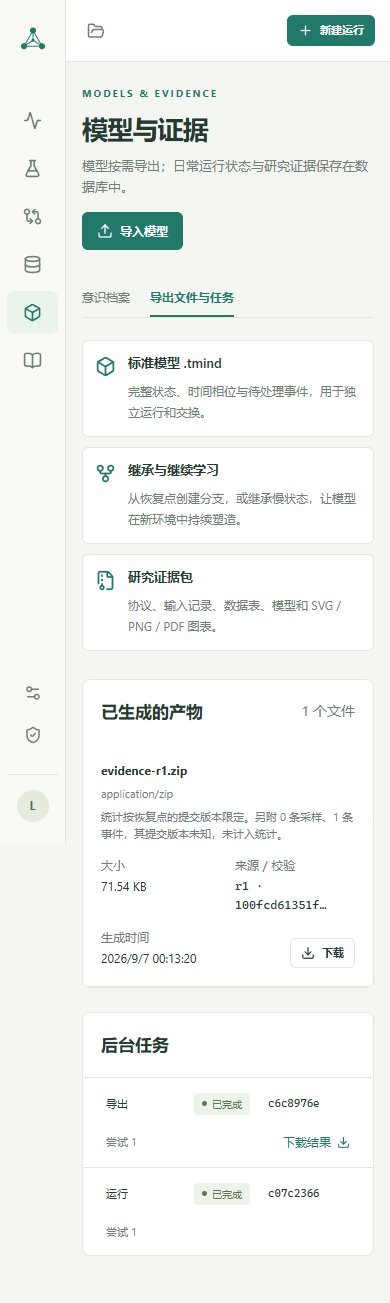 新建运行
MODELS & EVIDENCE
模型与证据
模型按需导出；日常运行状态与研究证据保存在数
据库中。
导入模型
意识档案 导出文件与任务
标准模型 .tmind
完整状态、时间相位与待处理事件，用于独
立运行和交换。
继承与继续学习
从恢复点创建分支，或继承慢状态，让模型
在新环境中持续塑造。
研究证据包
协议、输入记录、数据表、模型和 SVG /
PNG / PDF 图表。
已生成的产物 1 个文件
evidence-r1.zip
application/zip
统计按恢复点的提交版本限定。另附 0 条采样、1 条
事件，其提交版本未知，未计入统计。
大小 来源 / 校验
71.54 KB r1 ·
100fcd61351f…
生成时间
2026/9/7 00:13:20 下载
L
后台任务
导出 已完成 c6c8976e
尝试 1 下载结果
运行 已完成 c07c2366
尝试 1